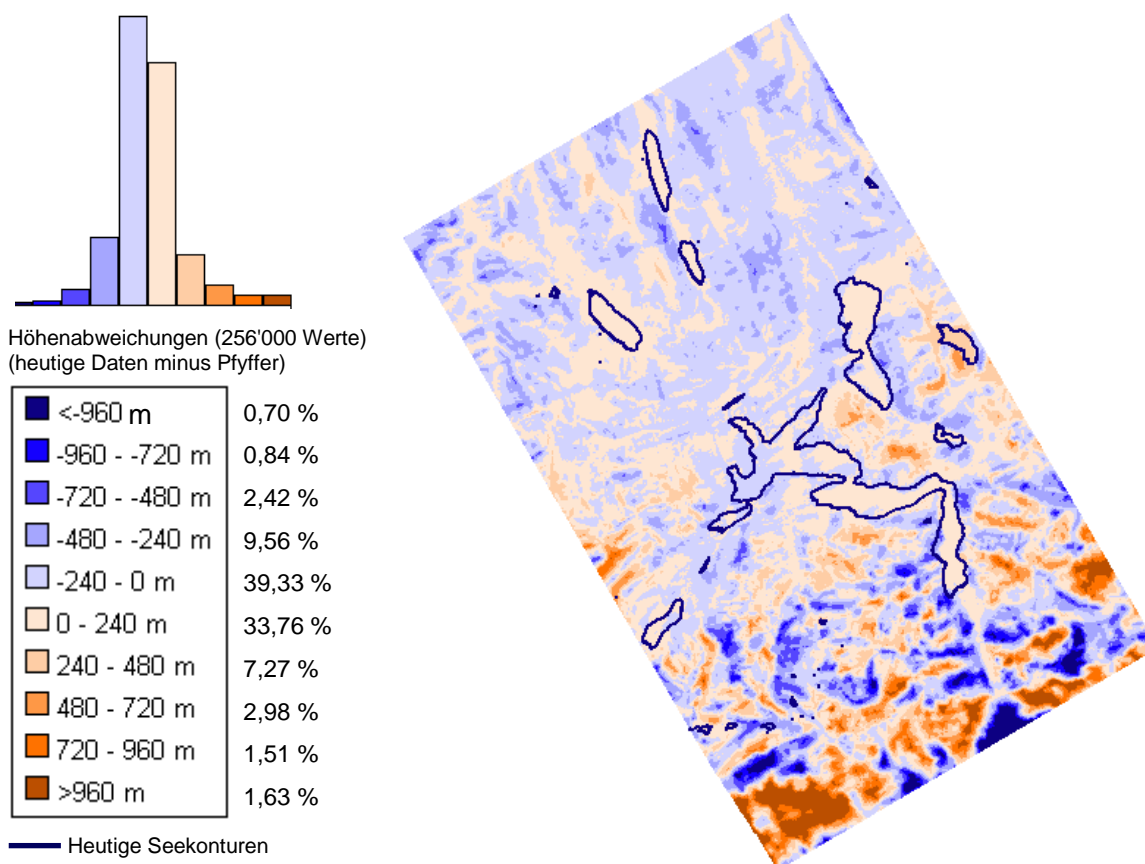 Höhenabweichungen (256'000 Werte)
(heutige Daten minus Pfyffer)
<-960 m 0,70 %
-960 - -720 m 0,84 %
-720 - -480 m 2,42 %
-480 - -240 m 9,56 %
-240 - 0 m 39,33 %
0 - 240 m 33,76 %
240 - 480 m 7,27 %
480 - 720 m 2,98 %
720 - 960 m 1,51 %
>960 m 1,63 %
Heutige Seekonturen